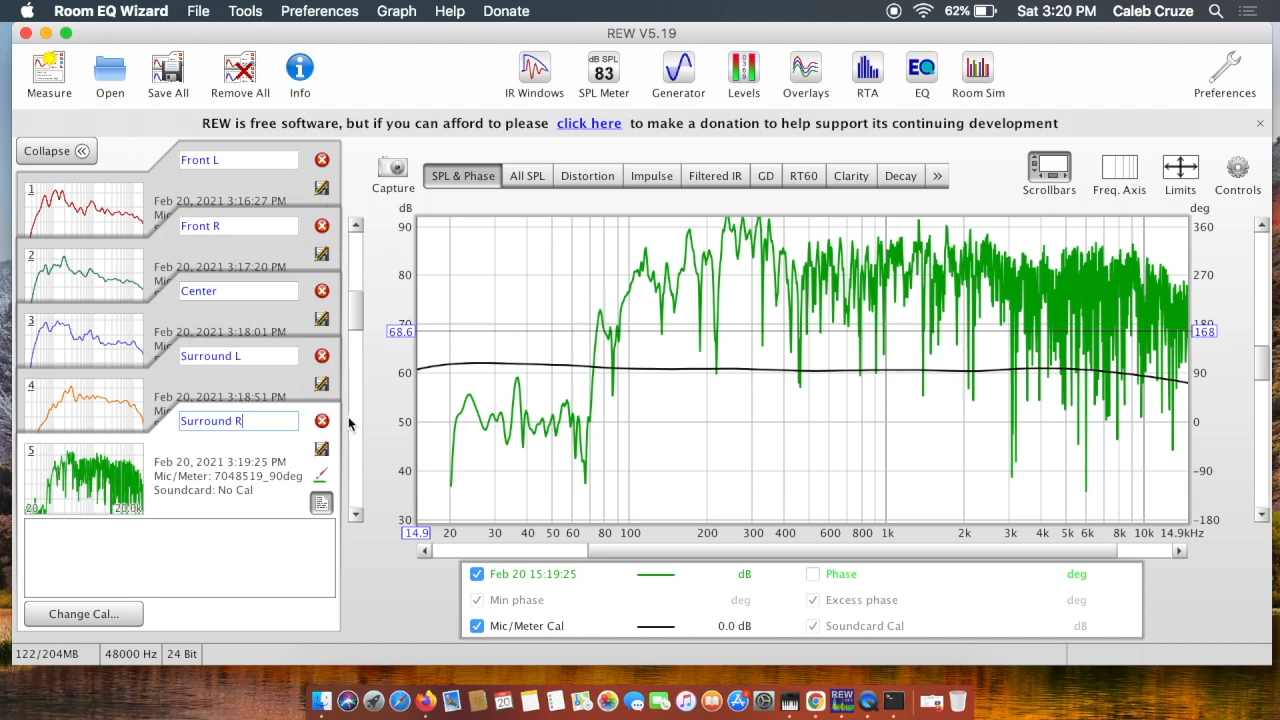 Room EQ Wizard File Tools Preferences Graph Help Donate 62% Sat 3:20 PM Caleb Cruze
REW V5.19
dB SPL
83
Measure Open Save All Remove All Info IR Windows SPL Meter Generator Levels Overlays RTA EQ Room Sim Preferences
REW is free software, but if you can afford to please click here to make a donation to help support its continuing development
Collapse
Capture
SPL & Phase All SPL Distortion Impulse Filtered IR GD RT60 Clarity Decay »
Scrollbars Freq. Axis Limits Controls
Front L
1
Feb 20, 2021 3:16:27 PM
Front R
2
Feb 20, 2021 3:17:20 PM
Center
3
Feb 20, 2021 3:18:01 PM
Surround L
4
Feb 20, 2021 3:18:51 PM
Surround R
5
Feb 20, 2021 3:19:25 PM
Mic/Meter: 7048519_90deg
Soundcard: No Cal
20 20.0k
Change Cal...
dB deg
90 360
80 270
70 180
68.6 168
60 90
50 0
40 -90
30 -180
14.9 20 30 40 50 60 80 100 200 300 400 600 800 1k 2k 3k 4k 5k 6k 8k 10k 14.9kHz
Feb 20 15:19:25 dB Phase deg
Min phase deg Excess phase deg
Mic/Meter Cal 0.0 dB Soundcard Cal dB
122/204MB 48000 Hz 24 Bit
REW